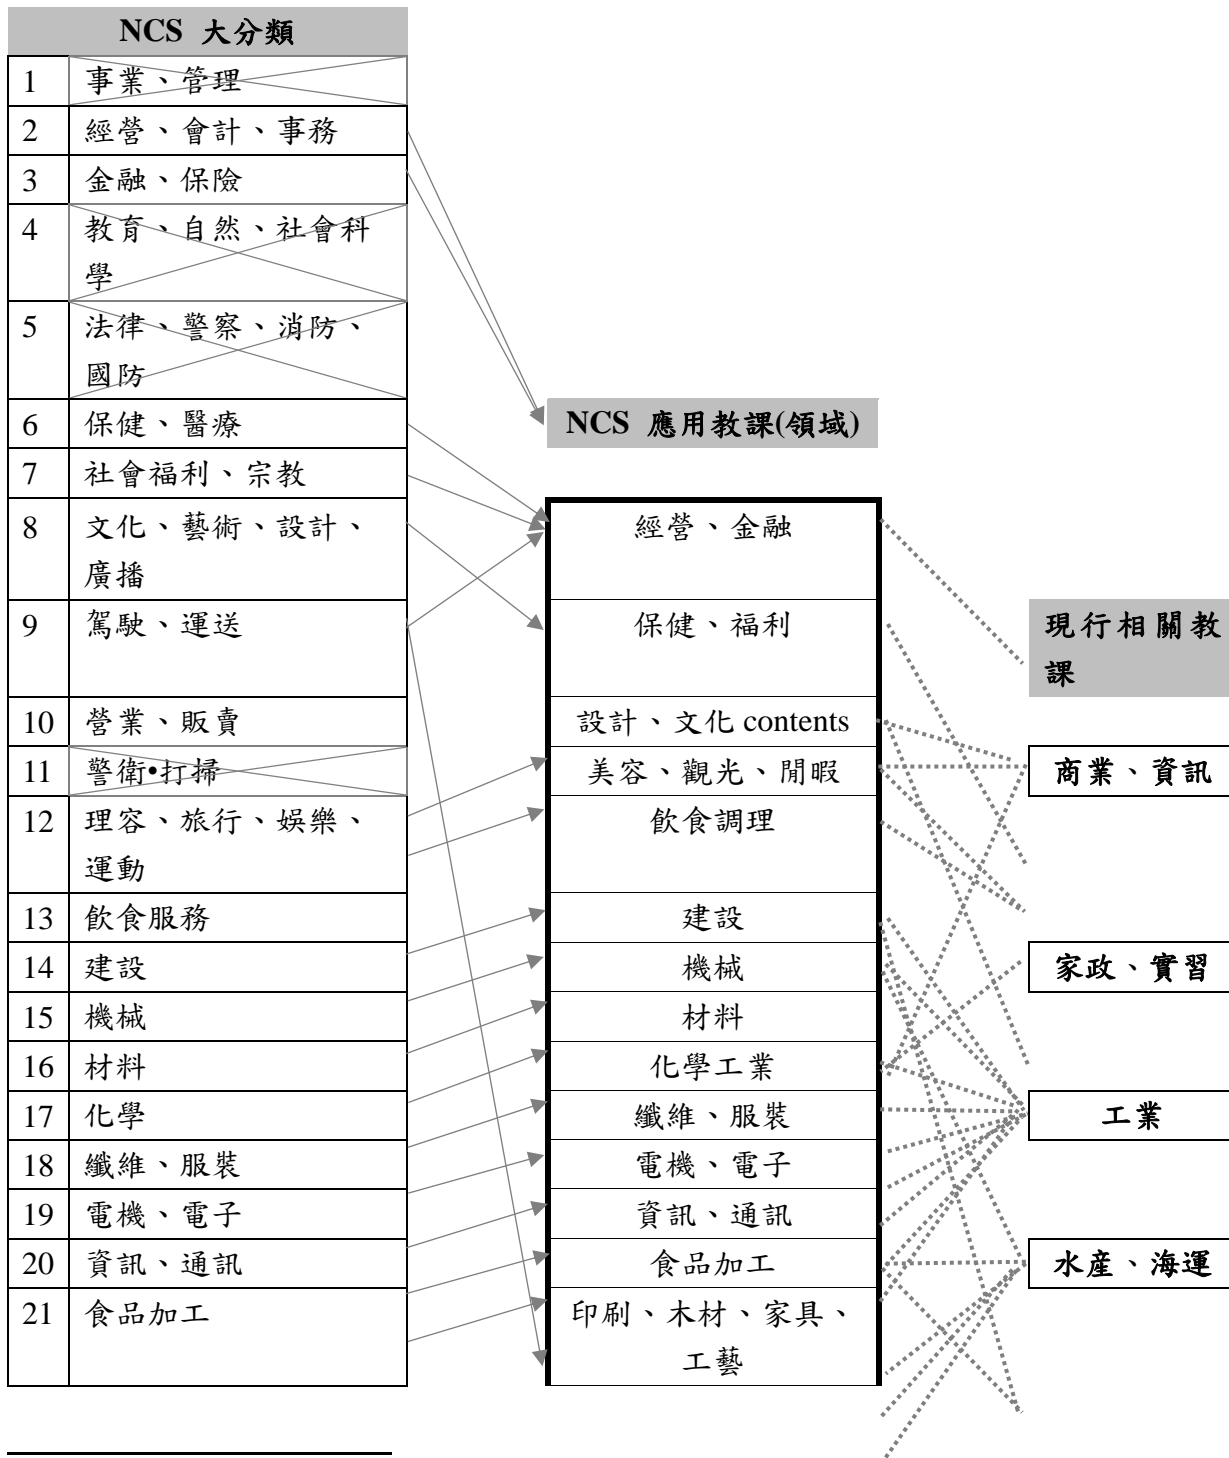 NCS 大分類
1 事業、管理
2 經營、會計、事務
3 金融、保險
4 教育、自然、社會科
學
5 法律、警察、消防、
國防
6 保健、醫療
7 社會福利、宗教
8 文化、藝術、設計、
廣播
9 駕駛、運送
10 營業、販賣
11 警衛•打掃
12 理容、旅行、娛樂、
運動
13 飲食服務
14 建設
15 機械
16 材料
17 化學
18 纖維、服裝
19 電機、電子
20 資訊、通訊
21 食品加工
NCS 應用教課(領域)
經營、金融
保健、福利
設計、文化 contents
美容、觀光、閒暇
飲食調理
建設
機械
材料
化學工業
纖維、服裝
電機、電子
資訊、通訊
食品加工
印刷、木材、家具、
工藝
現行相關教
課
商業、資訊
家政、實習
工業
水產、海運